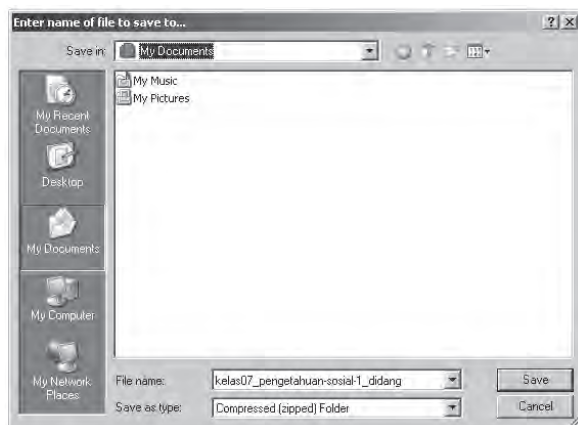 Enter name of file to save to...
Save in:
My Documents
My Music
My Pictures
My Recent
Documents
Desktop
My Documents
My Computer
My Network
Places
File name:
kelas07_pengetahuan-sosial-1_didang
Save
Save as type:
Compressed (zipped) Folder
Cancel